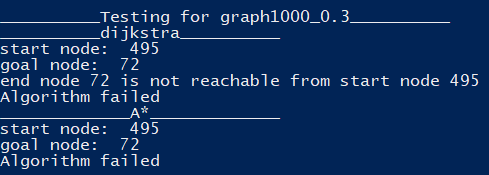 __________Testing for graph1000_0.3__________
__________dijkstra__________
start node:  495
goal node:  72
end node 72 is not reachable from start node 495
Algorithm failed
_____________A*_____________
start node:  495
goal node:  72
Algorithm failed